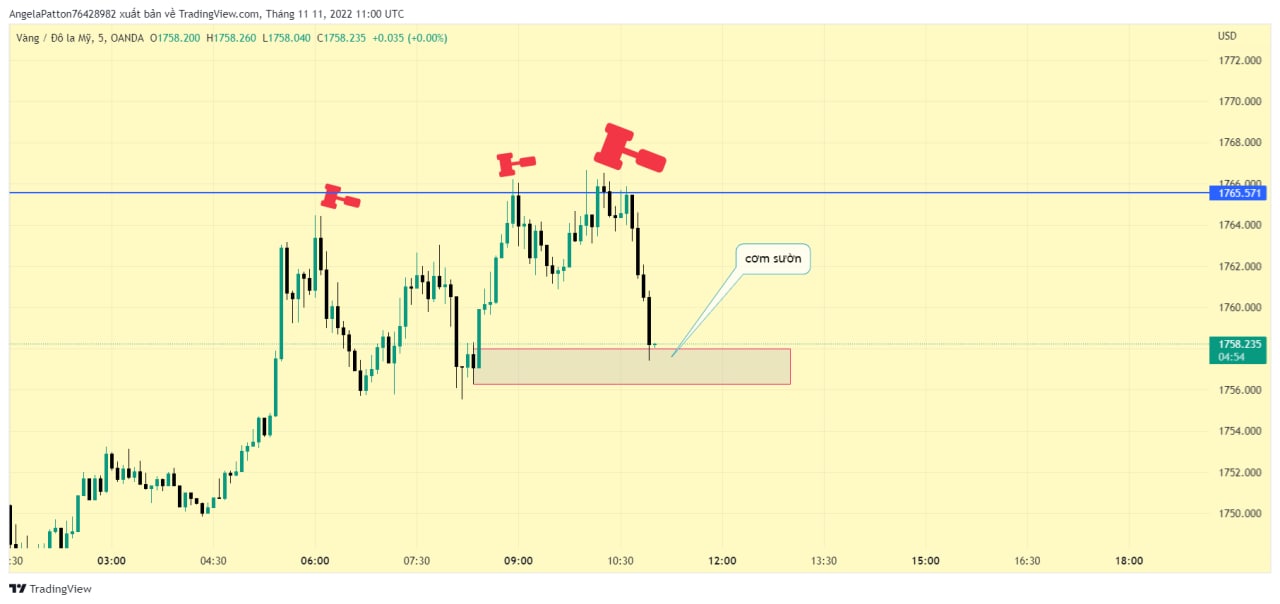 AngelaPatton76428982 xuất bản về TradingView.com, Tháng 11 11, 2022 11:00 UTC
Vàng / Đô la Mỹ, 5, OANDA O1758.200 H1758.260 L1758.040 C1758.235 +0.035 (+0.00%)
USD
1772.000
1770.000
1768.000
1766.000
1765.571
1764.000
cơm sườn
1762.000
1760.000
1758.235
04:54
1756.000
1754.000
1752.000
1750.000
:30 03:00 04:30 06:00 07:30 09:00 10:30 12:00 13:30 15:00 16:30 18:00
TradingView